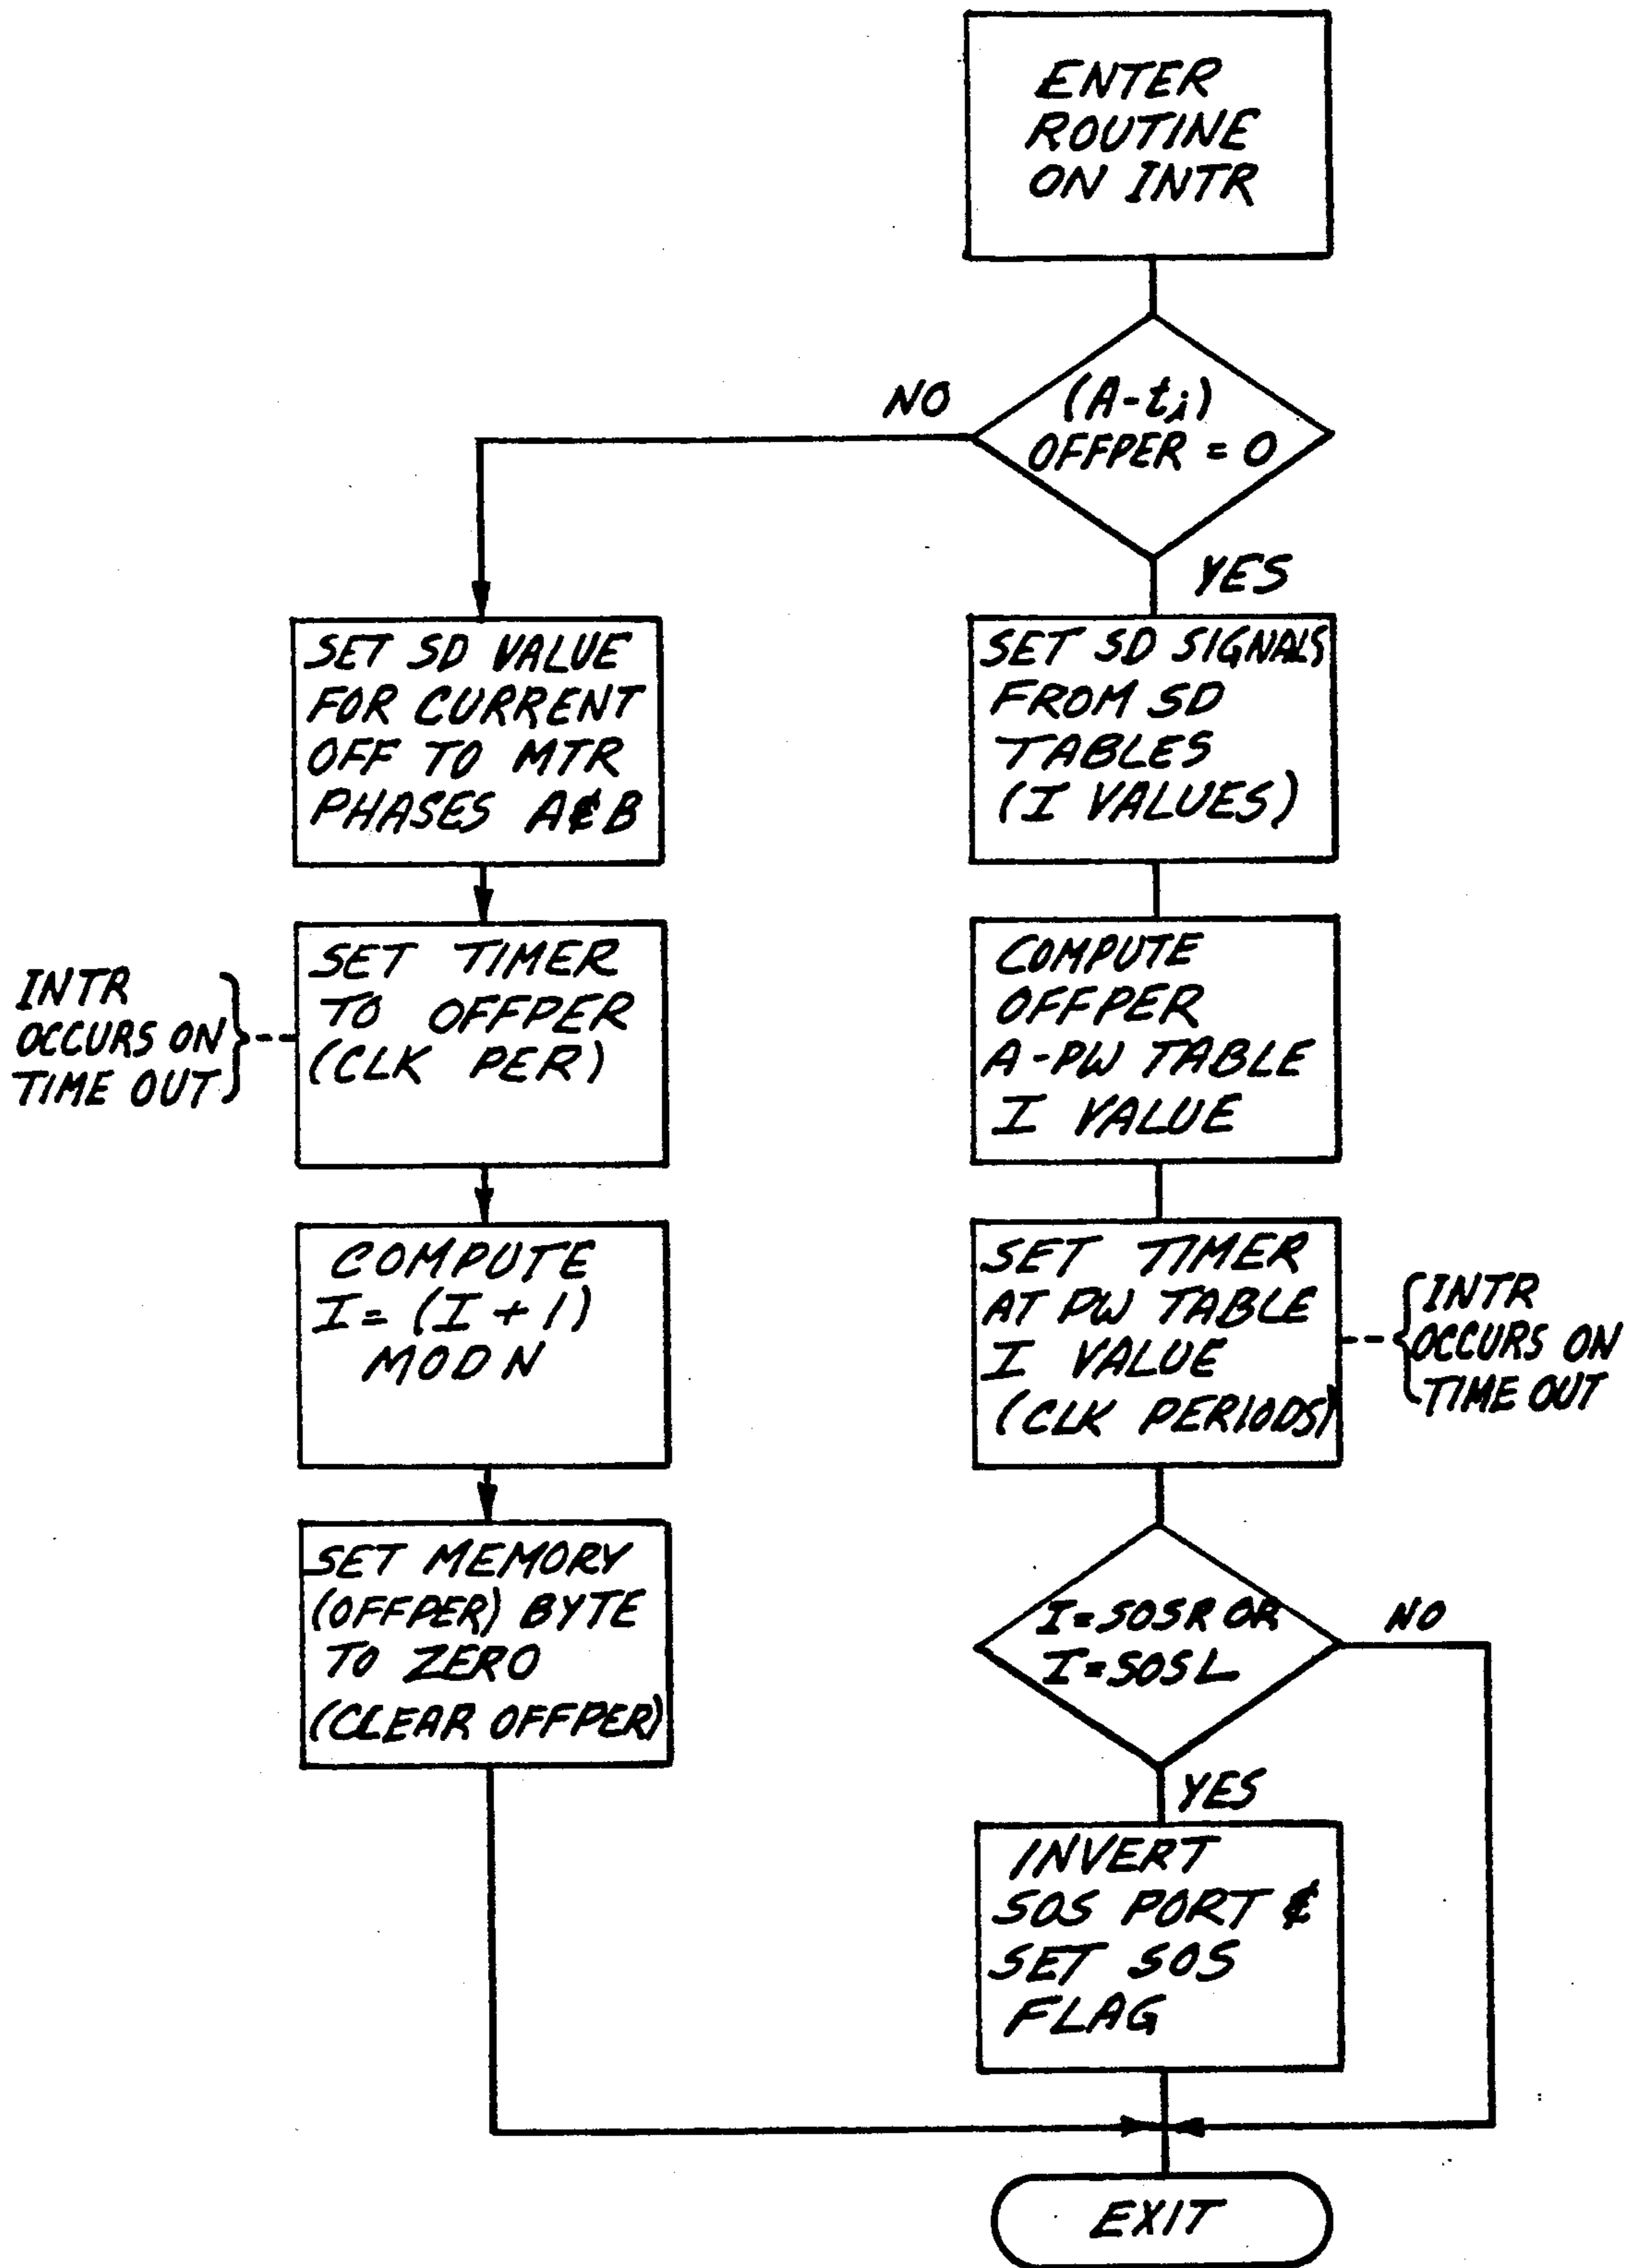 ENTER
ROUTINE
ON INTR
(A-ti)
OFFPER = 0
NO
YES
SET SD VALUE
FOR CURRENT
OFF TO MTR
PHASES A & B
SET TIMER
TO OFFPER
(CLK PER)
INTR
OCCURS ON
TIME OUT
COMPUTE
I = (I + 1)
MOD N
SET MEMORY
(OFFPER) BYTE
TO ZERO
(CLEAR OFFPER)
SET SD SIGNALS
FROM SD
TABLES
(I VALUES)
COMPUTE
OFFPER
A-PW TABLE
I VALUE
SET TIMER
AT PW TABLE
I VALUE
(CLK PERIODS)
INTR
OCCURS ON
TIME OUT
I = SOSR OR
I = SOSL
NO
YES
INVERT
SOS PORT &
SET SOS
FLAG
EXIT